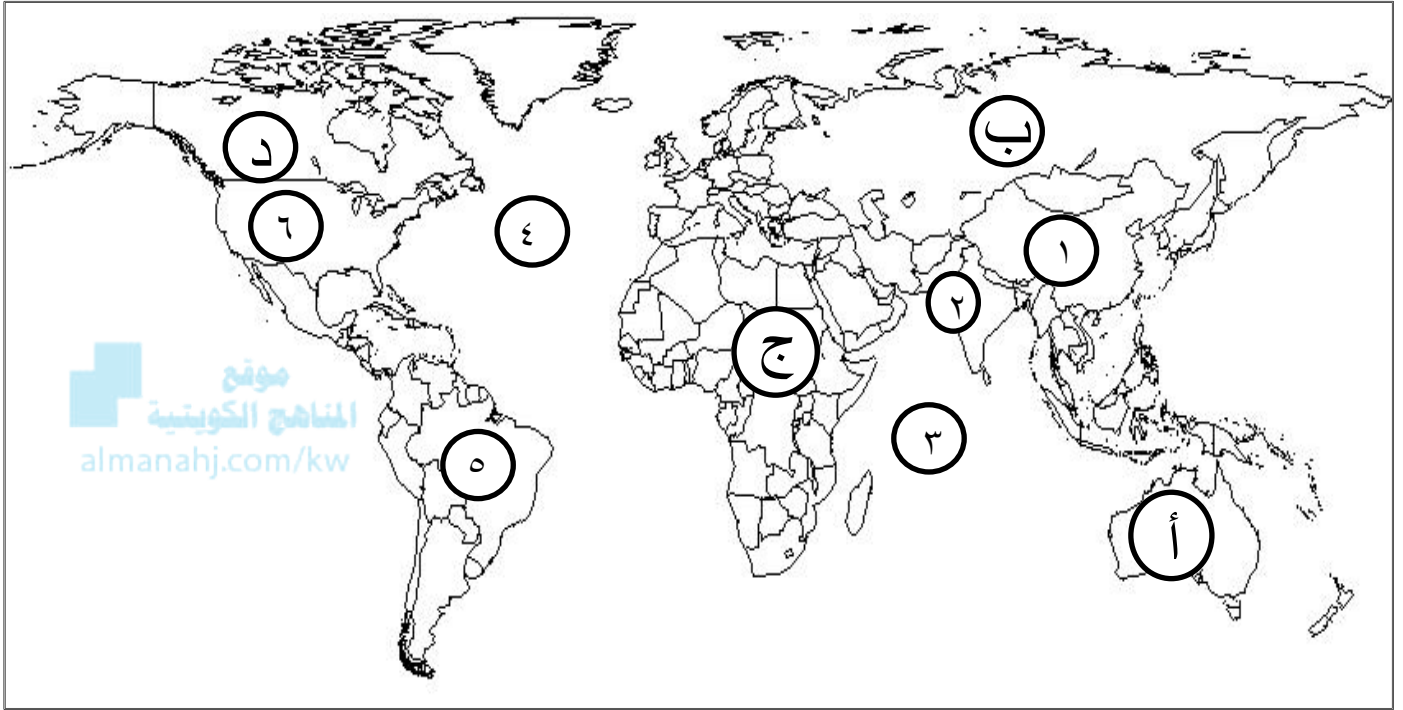 ب
د
٦
٤
١
٢
ج
موقع
المناهج الكويتية
almanahj.com/kw
٣
٥
أ